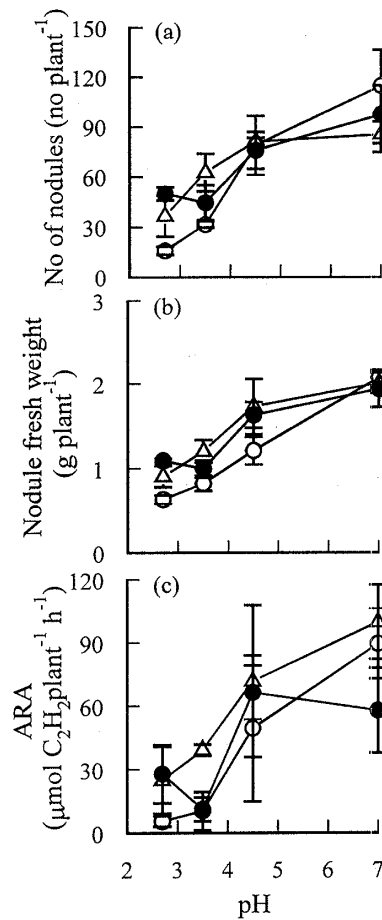 (a)
No of nodules (no plant⁻¹)
150
120
90
60
30
0
(b)
Nodule fresh weight
(g plant⁻¹)
3
2
1
0
(c)
ARA
(μmol C₂H₂plant⁻¹ h⁻¹)
120
90
60
30
0
2 3 4 5 6 7
pH